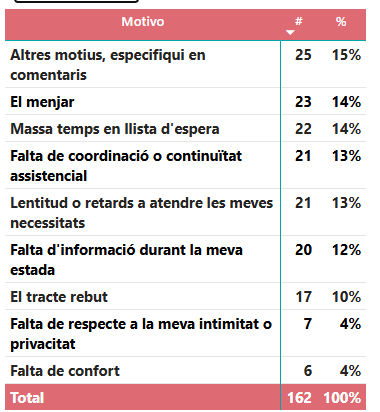 Motivo # %
Altres motius, especifiqui en
comentaris 25 15%
El menjar 23 14%
Massa temps en llista d'espera 22 14%
Falta de coordinació o continuïtat
assistencial 21 13%
Lentitud o retards a atendre les meves
necessitats 21 13%
Falta d'informació durant la meva
estada 20 12%
El tracte rebut 17 10%
Falta de respecte a la meva intimitat o
privacitat 7 4%
Falta de confort 6 4%
Total 162 100%